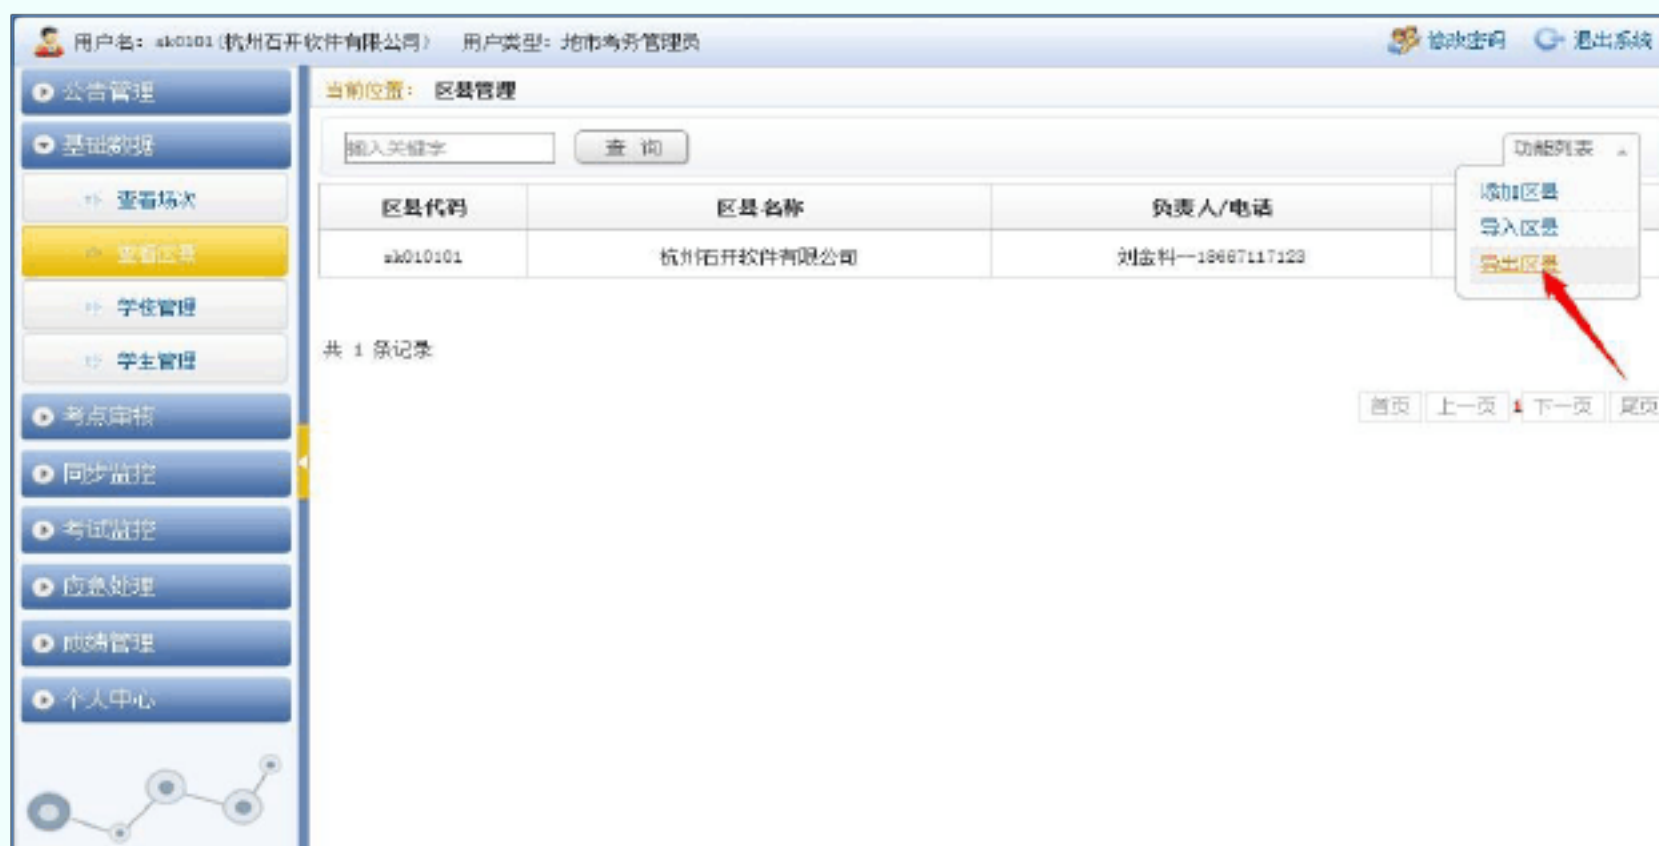 用户名：sk0101(杭州石开软件有限公司) 用户类型：地市考务管理员 修改密码 退出系统
公告管理
基础数据
查看场次
查看区县
学校管理
学生管理
考点审核
同步监控
考试监控
应急处理
成绩管理
个人中心
当前位置： 区县管理
输入关键字 查 询 功能列表
添加区县
导入区县
导出区县
区县代码 区县名称 负责人/电话
sk010101 杭州石开软件有限公司 刘金科--18667117123
共 1 条记录
首页 上一页 1 下一页 尾页